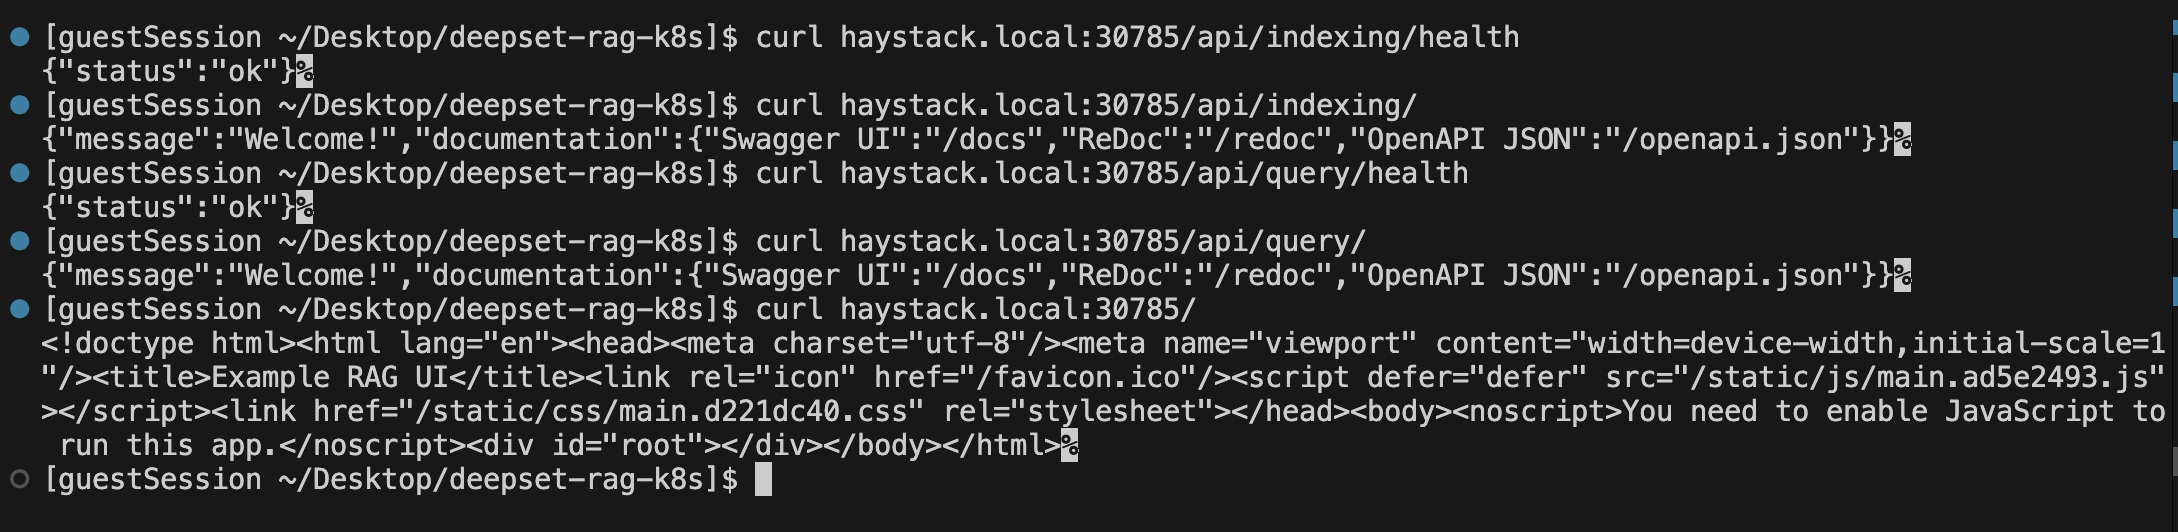 [guestSession ~/Desktop/deepset-rag-k8s]$ curl haystack.local:30785/api/indexing/health
{"status":"ok"}%
[guestSession ~/Desktop/deepset-rag-k8s]$ curl haystack.local:30785/api/indexing/
{"message":"Welcome!","documentation":{"Swagger UI":"/docs","ReDoc":"/redoc","OpenAPI JSON":"/openapi.json"}}%
[guestSession ~/Desktop/deepset-rag-k8s]$ curl haystack.local:30785/api/query/health
{"status":"ok"}%
[guestSession ~/Desktop/deepset-rag-k8s]$ curl haystack.local:30785/api/query/
{"message":"Welcome!","documentation":{"Swagger UI":"/docs","ReDoc":"/redoc","OpenAPI JSON":"/openapi.json"}}%
[guestSession ~/Desktop/deepset-rag-k8s]$ curl haystack.local:30785/
<!doctype html><html lang="en"><head><meta charset="utf-8"/><meta name="viewport" content="width=device-width,initial-scale=1
"/><title>Example RAG UI</title><link rel="icon" href="/favicon.ico"/><script defer="defer" src="/static/js/main.ad5e2493.js"
></script><link href="/static/css/main.d221dc40.css" rel="stylesheet"></head><body><noscript>You need to enable JavaScript to
 run this app.</noscript><div id="root"></div></body></html>%
[guestSession ~/Desktop/deepset-rag-k8s]$